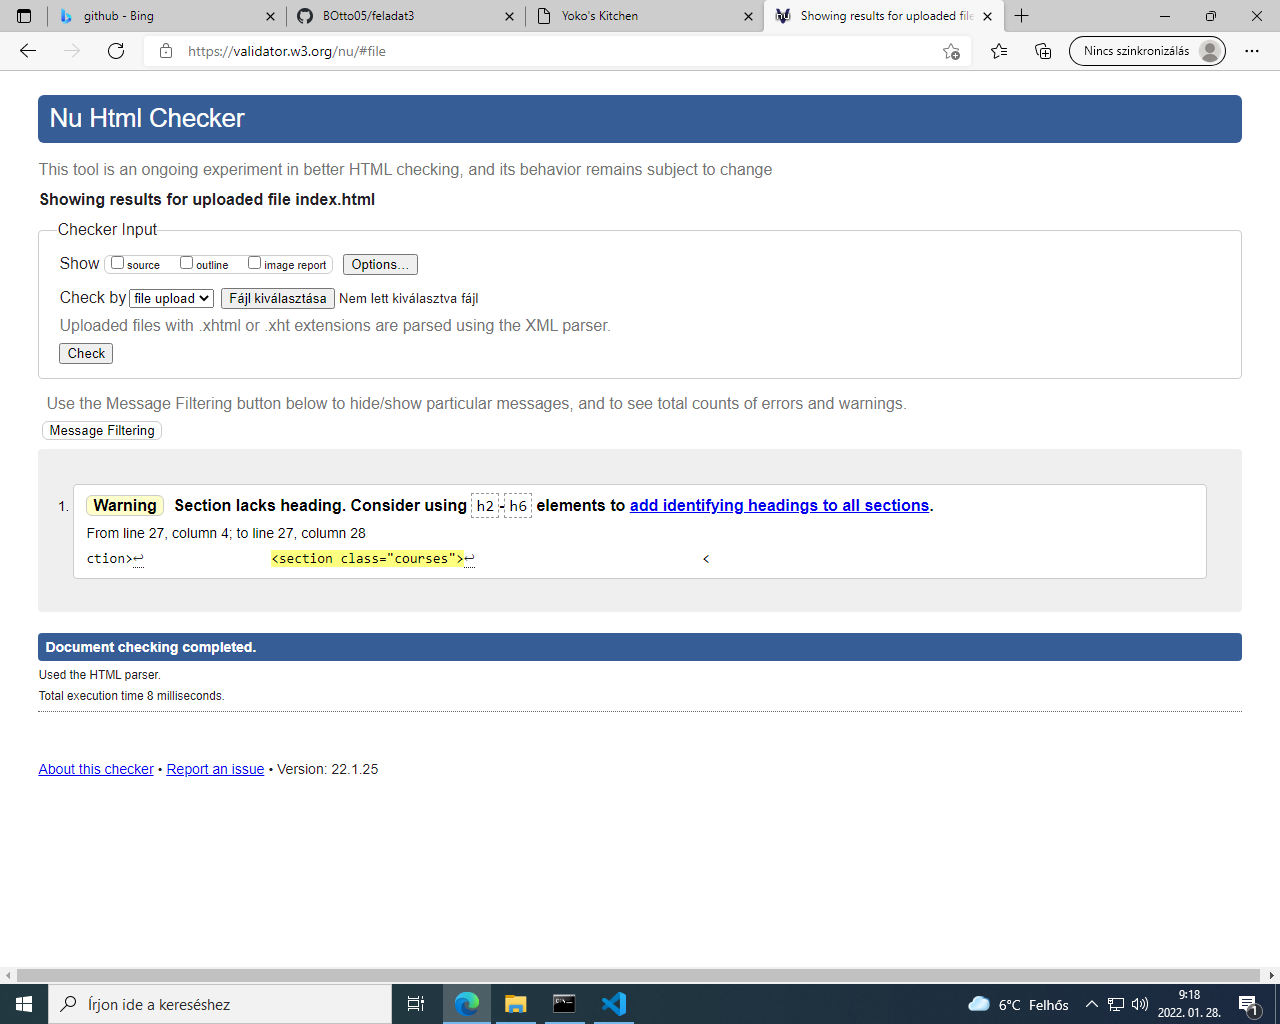 github - Bing
BOtto05/feladat3
Yoko's Kitchen
Showing results for uploaded file
https://validator.w3.org/nu/#file
Nincs szinkronizálás
Nu Html Checker
This tool is an ongoing experiment in better HTML checking, and its behavior remains subject to change
Showing results for uploaded file index.html
Checker Input
Show source outline image report Options...
Check by file upload Fájl kiválasztása Nem lett kiválasztva fájl
Uploaded files with .xhtml or .xht extensions are parsed using the XML parser.
Check
Use the Message Filtering button below to hide/show particular messages, and to see total counts of errors and warnings.
Message Filtering
1. Warning Section lacks heading. Consider using h2-h6 elements to add identifying headings to all sections.
From line 27, column 4; to line 27, column 28
ction>↩ <section class="courses">↩ <
Document checking completed.
Used the HTML parser.
Total execution time 8 milliseconds.
About this checker • Report an issue • Version: 22.1.25
Írjon ide a kereséshez
6°C Felhős
9:18
2022. 01. 28.
1